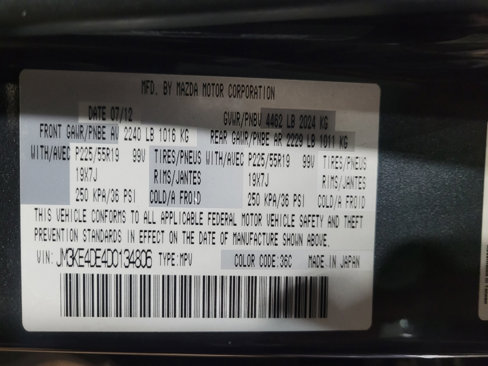 MFD. BY MAZDA MOTOR CORPORATION
DATE 07/12 GVWR/PNBV 4462 LB 2024 KG
FRONT GAWR/PNBE AV 2240 LB 1016 KG REAR GAWR/PNBE AR 2229 LB 1011 KG
WITH/AVEC P225/55R19 99V TIRES/PNEUS WITH/AVEC P225/55R19 99V TIRES/PNEUS
19X7J RIMS/JANTES 19X7J RIMS/JANTES
250 KPA/36 PSI COLD/A FROID 250 KPA/36 PSI COLD/A FROID
THIS VEHICLE CONFORMS TO ALL APPLICABLE FEDERAL MOTOR VEHICLE SAFETY AND THEFT
PREVENTION STANDARDS IN EFFECT ON THE DATE OF MANUFACTURE SHOWN ABOVE.
VIN: JM3KE4DE4D0134806 TYPE:MPV COLOR CODE:36C MADE IN JAPAN